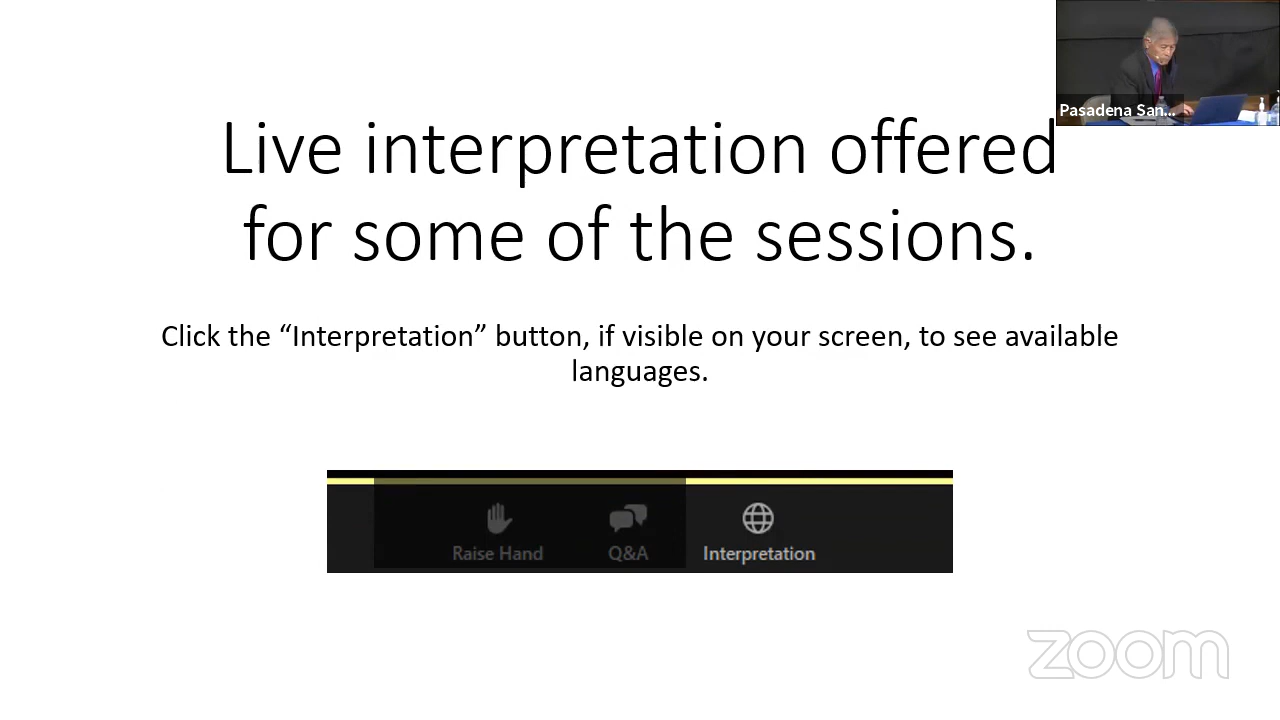 Pasadena San...
Live interpretation offered
for some of the sessions.
Click the “Interpretation” button, if visible on your screen, to see available
languages.
Raise Hand Q&A Interpretation
zoom